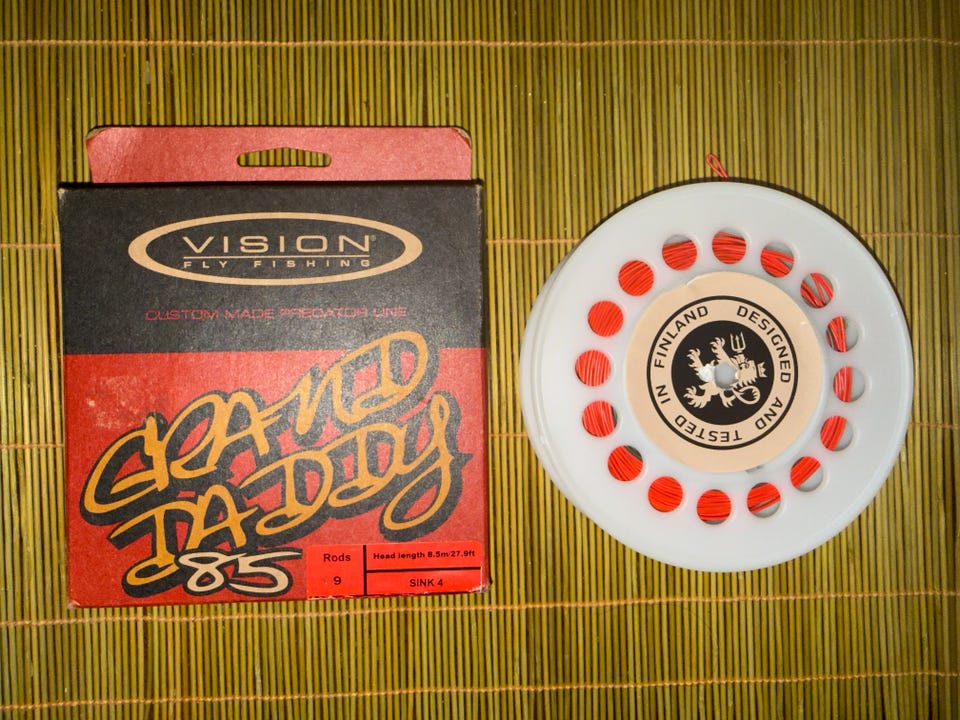 VISION®
FLY FISHING
CUSTOM MADE PREDATOR LINE
GRAND
DADDY
85
Rods
9
Head length 8.5m/27.9ft
SINK 4
DESIGNED AND TESTED IN FINLAND